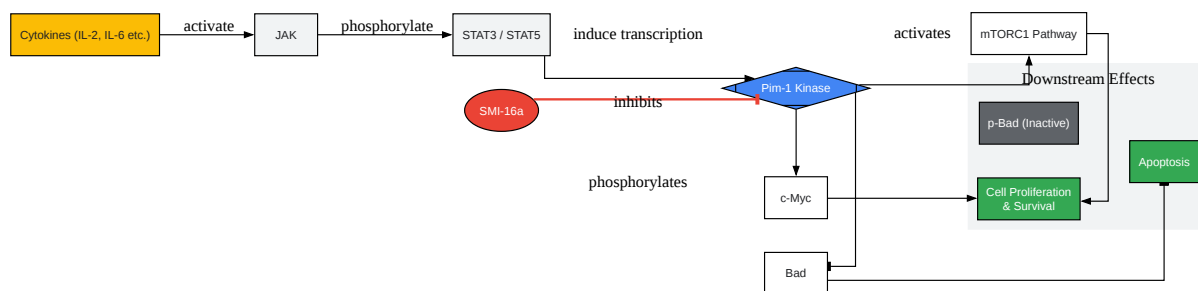 Cytokines (IL-2, IL-6 etc.)
activate
JAK
phosphorylate
STAT3 / STAT5
induce transcription
activates
mTORC1 Pathway
Downstream Effects
Pim-1 Kinase
SMI-16a
inhibits
p-Bad (Inactive)
Apoptosis
phosphorylates
c-Myc
Cell Proliferation
& Survival
Bad